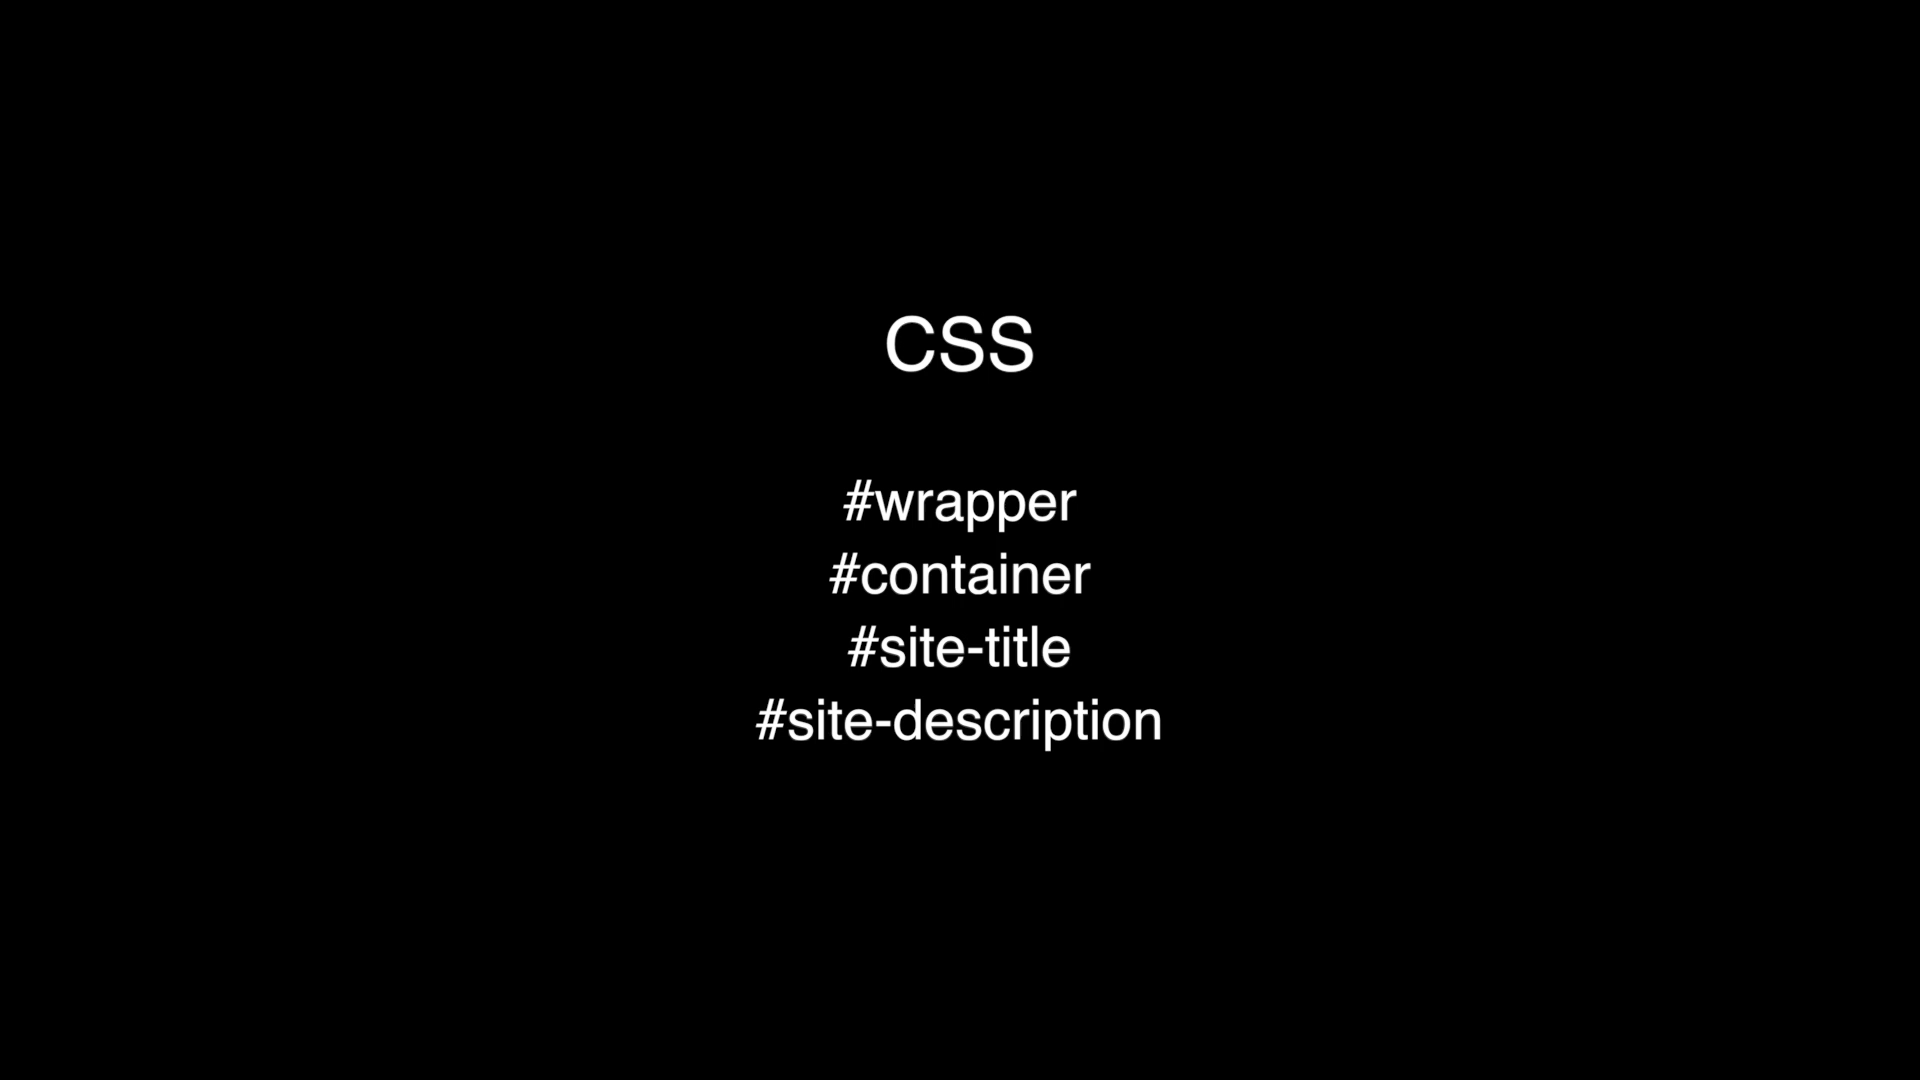 CSS
#wrapper
#container
#site-title
#site-description